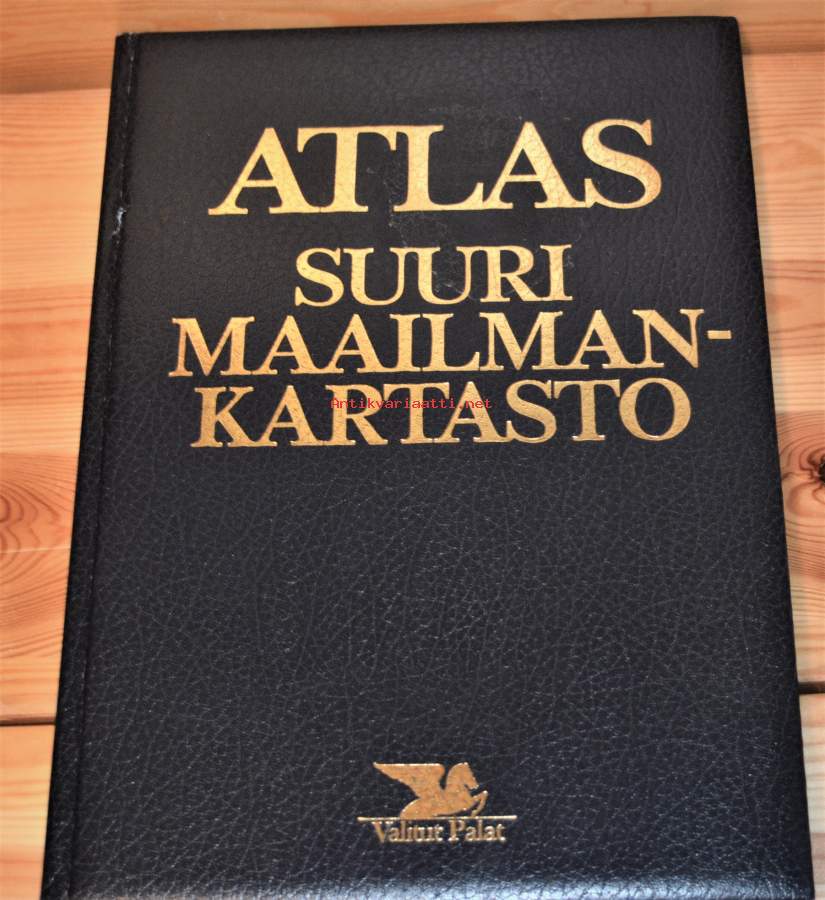 ATLAS
SUURI
MAAILMAN-
KARTASTO
Antikvariaatti.net
Valitut Palat